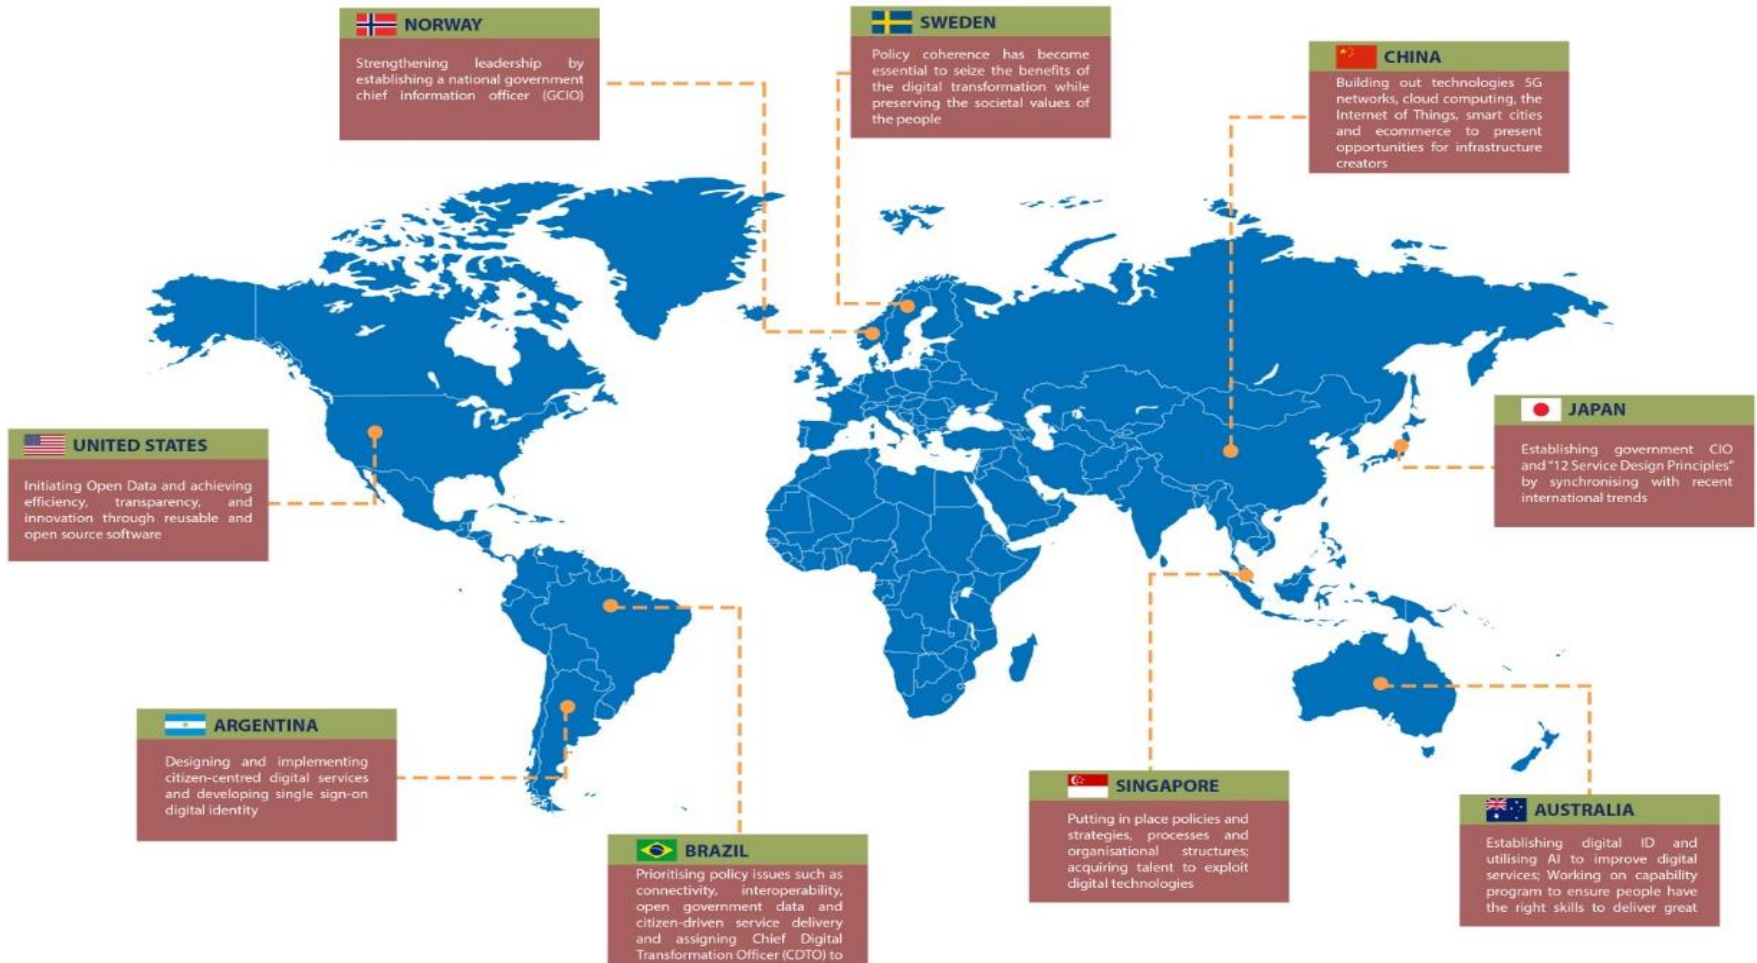 NORWAY
Strengthening leadership by
establishing a national government
chief information officer (GCIO)
SWEDEN
Policy coherence has become
essential to seize the benefits of
the digital transformation while
preserving the societal values of
the people
CHINA
Building out technologies 5G
networks, cloud computing, the
Internet of Things, smart cities
and ecommerce to present
opportunities for infrastructure
creators
UNITED STATES
Initiating Open Data and achieving
efficiency, transparency, and
innovation through reusable and
open source software
JAPAN
Establishing government CIO
and "12 Service Design Principles"
by synchronising with recent
international trends
ARGENTINA
Designing and implementing
citizen-centred digital services
and developing single sign-on
digital identity
BRAZIL
Prioritising policy issues such as
connectivity, interoperability,
open government data and
citizen-driven service delivery
and assigning Chief Digital
Transformation Officer (CDTO) to
SINGAPORE
Putting in place policies and
strategies, processes and
organisational structures;
acquiring talent to exploit
digital technologies
AUSTRALIA
Establishing digital ID and
utilising AI to improve digital
services; Working on capability
program to ensure people have
the right skills to deliver great